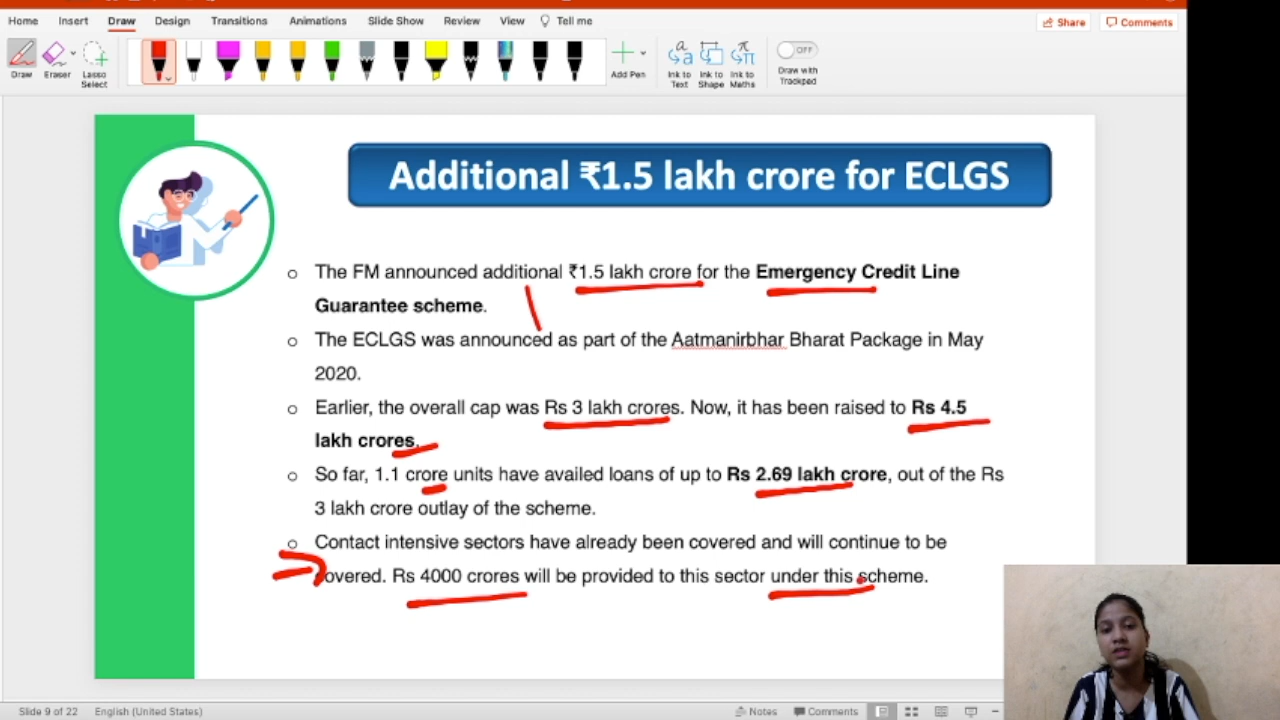 Home Insert Draw Design Transitions Animations Slide Show Review View Tell me Share Comments
Draw Eraser Lasso Select Add Pen Ink to Text Ink to Shape Ink to Maths OFF Draw with Trackpad
Additional ₹1.5 lakh crore for ECLGS
o The FM announced additional ₹1.5 lakh crore for the Emergency Credit Line
Guarantee scheme.
o The ECLGS was announced as part of the Aatmanirbhar Bharat Package in May
2020.
o Earlier, the overall cap was Rs 3 lakh crores. Now, it has been raised to Rs 4.5
lakh crores.
o So far, 1.1 crore units have availed loans of up to Rs 2.69 lakh crore, out of the Rs
3 lakh crore outlay of the scheme.
o Contact intensive sectors have already been covered and will continue to be
covered. Rs 4000 crores will be provided to this sector under this scheme.
Slide 9 of 22 English (United States) Notes Comments